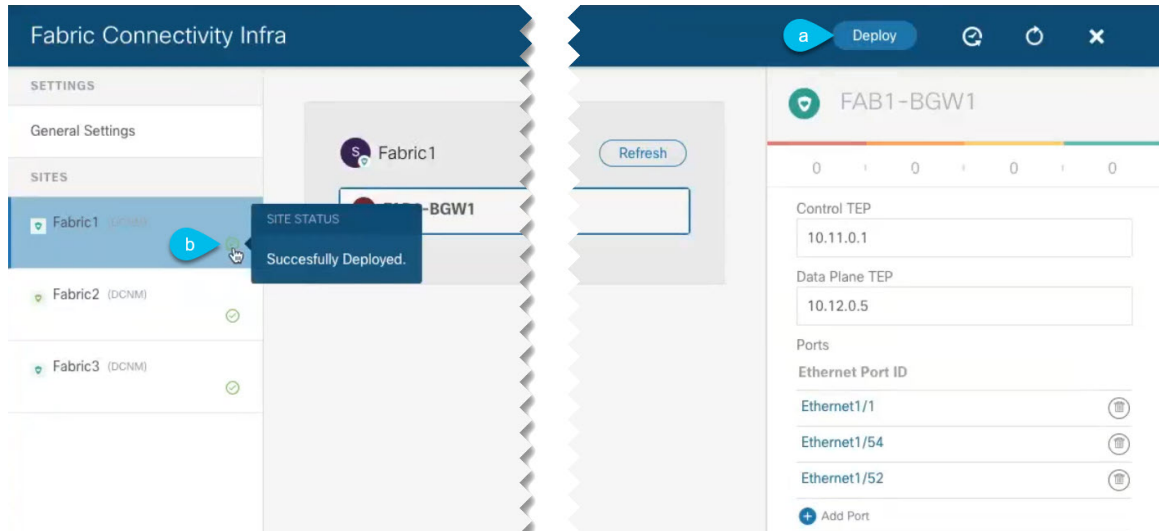 Fabric Connectivity Infra
a
Deploy
SETTINGS
General Settings
SITES
Fabric1
b
SITE STATUS
Succesfully Deployed.
Fabric2 (DCNM)
Fabric3 (DCNM)
S
Fabric1
Refresh
-BGW1
FAB1-BGW1
0 0 0 0
Control TEP
10.11.0.1
Data Plane TEP
10.12.0.5
Ports
Ethernet Port ID
Ethernet1/1
Ethernet1/54
Ethernet1/52
Add Port